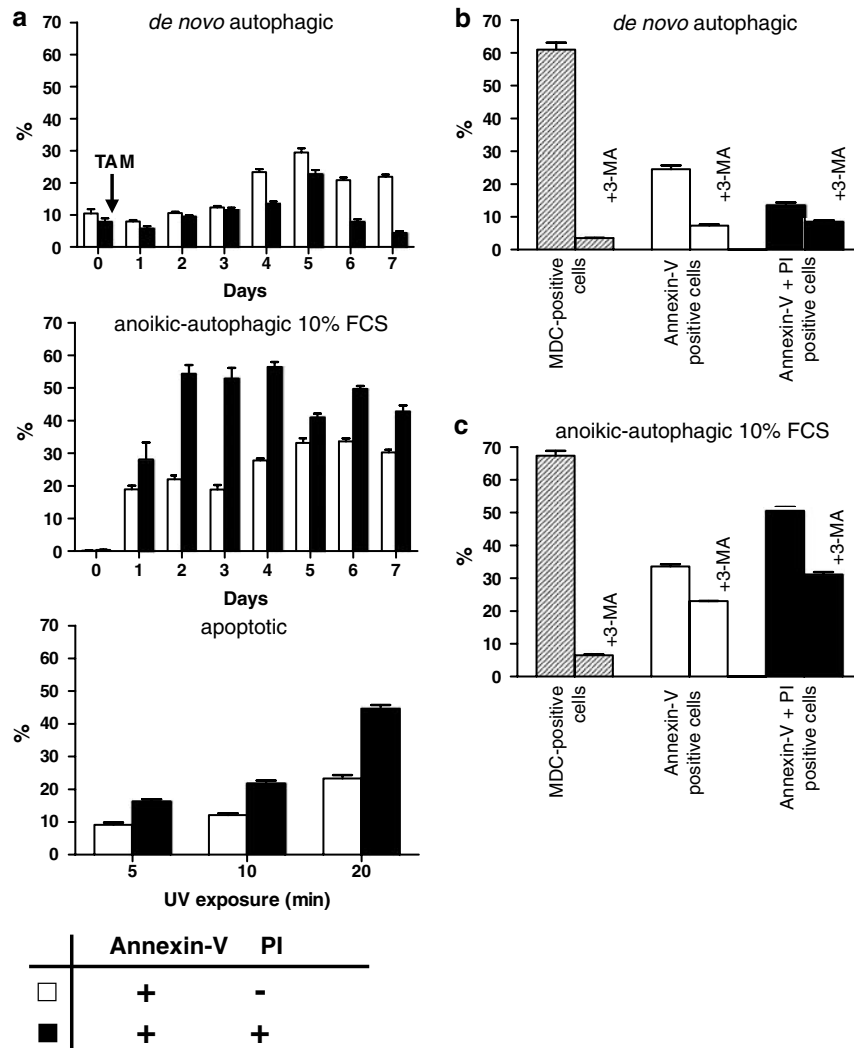 a
de novo autophagic
70
60
50
40
30
20
10
0
%
TAM
0 1 2 3 4 5 6 7
Days
anoikic-autophagic 10% FCS
70
60
50
40
30
20
10
0
%
0 1 2 3 4 5 6 7
Days
apoptotic
70
60
50
40
30
20
10
0
%
5 10 20
UV exposure (min)
Annexin-V PI
+ -
+ +
b
de novo autophagic
70
60
50
40
30
20
10
0
%
+3-MA
+3-MA
+3-MA
MDC-positive
cells
Annexin-V
positive cells
Annexin-V + PI
positive cells
c
anoikic-autophagic 10% FCS
70
60
50
40
30
20
10
0
%
+3-MA
+3-MA
+3-MA
MDC-positive
cells
Annexin-V
positive cells
Annexin-V + PI
positive cells